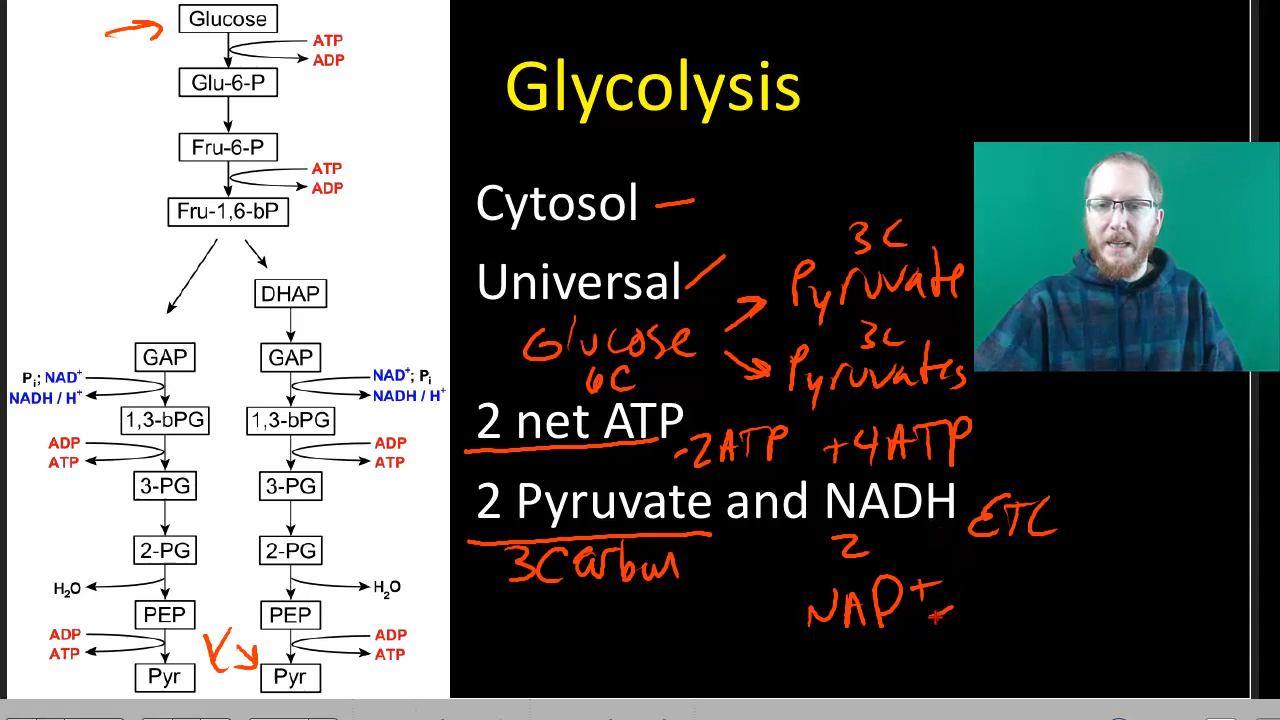 Glucose
ATP
ADP
Glu-6-P
Fru-6-P
ATP
ADP
Fru-1,6-bP
DHAP
GAP
GAP
Pi; NAD+
NADH / H+
NAD+; Pi
NADH / H+
1,3-bPG
1,3-bPG
ADP
ATP
ADP
ATP
3-PG
3-PG
2-PG
2-PG
H2O
H2O
PEP
PEP
ADP
ATP
ADP
ATP
Pyr
Pyr
Glycolysis
Cytosol
Universal
3C
Pyruvate
Glucose
6C
3C
Pyruvates
2 net ATP
-2ATP +4ATP
2 Pyruvate and NADH
ETC
3Carbon
2
NAD+